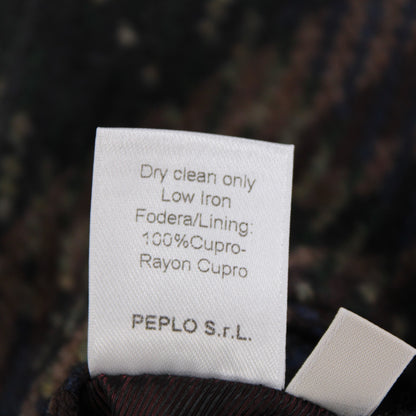 Dry clean only
Low Iron
Fodera/Lining:
100%Cupro-
Rayon Cupro
PEPLO S.r.L.